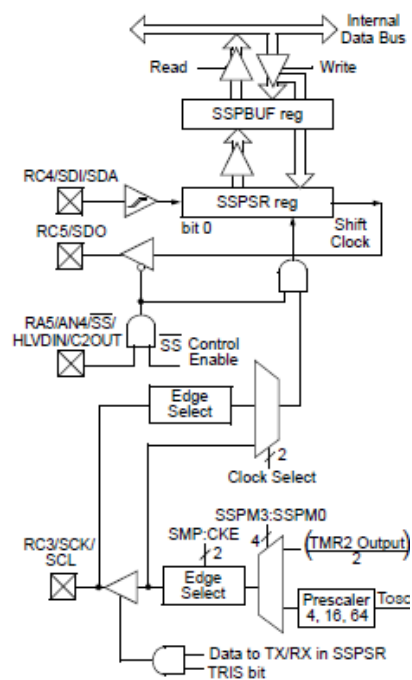 Internal
Data Bus
Read
Write
SSPBUF reg
RC4/SDI/SDA
SSPSR reg
bit 0
Shift
Clock
RC5/SDO
RA5/AN4/S̅S̅/
HLVDIN/C2OUT
S̅S̅ Control
Enable
Edge
Select
2
Clock Select
SSPM3:SSPM0
SMP:CKE
4
(TMR2 Output)
2
2
RC3/SCK/
SCL
Edge
Select
Prescaler
4, 16, 64
TOSC
Data to TX/RX in SSPSR
TRIS bit